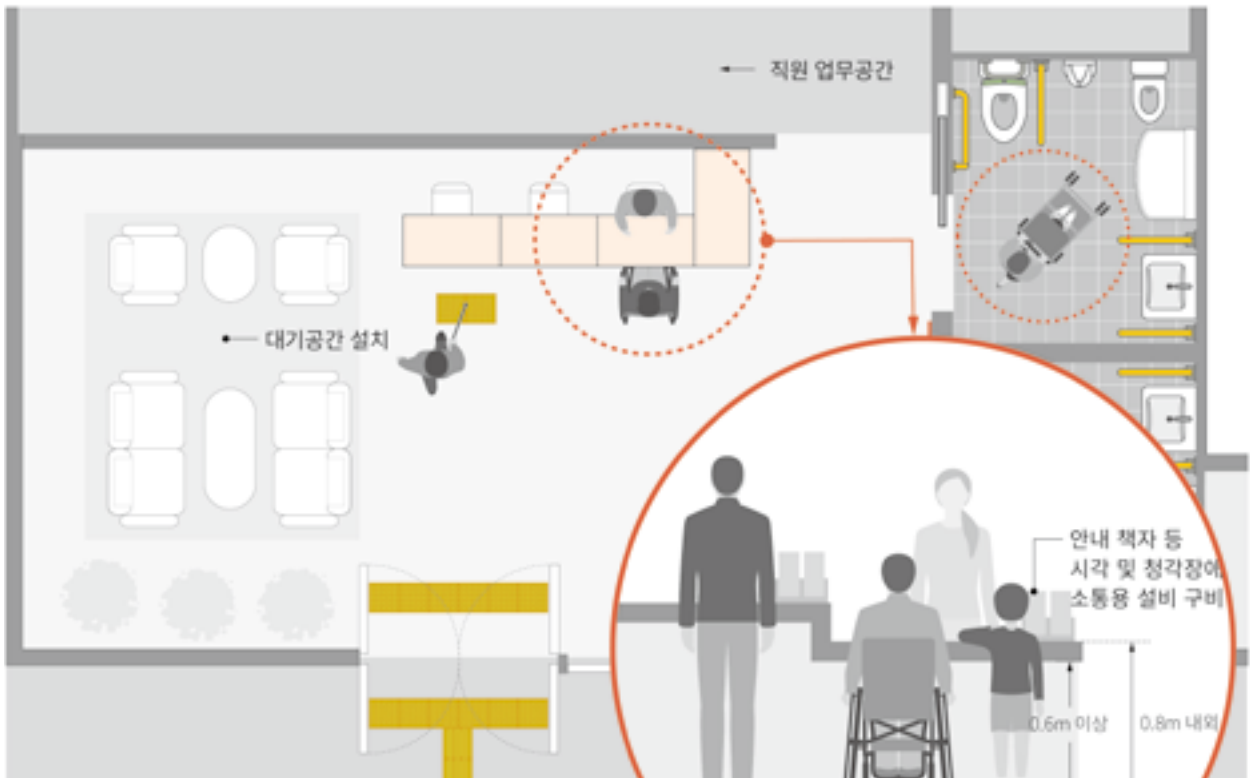 직원 업무공간
대기공간 설치
안내 책자 등
시각 및 청각장애
소통용 설비 구비
0.6m 이상
0.8m 내외